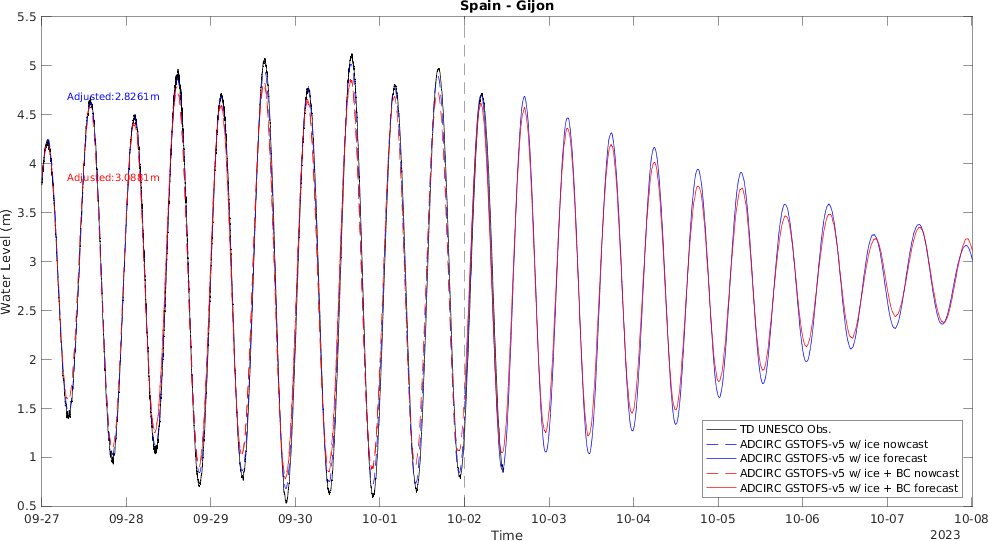 Spain - Gijon
5.5
5
4.5
4
3.5
3
2.5
2
1.5
1
0.5
Water Level (m)
Adjusted:2.8261m
Adjusted:3.0881m
TD UNESCO Obs.
ADCIRC GSTOFS-v5 w/ ice nowcast
ADCIRC GSTOFS-v5 w/ ice forecast
ADCIRC GSTOFS-v5 w/ ice + BC nowcast
ADCIRC GSTOFS-v5 w/ ice + BC forecast
09-27 09-28 09-29 09-30 10-01 10-02 10-03 10-04 10-05 10-06 10-07 10-08
Time
2023